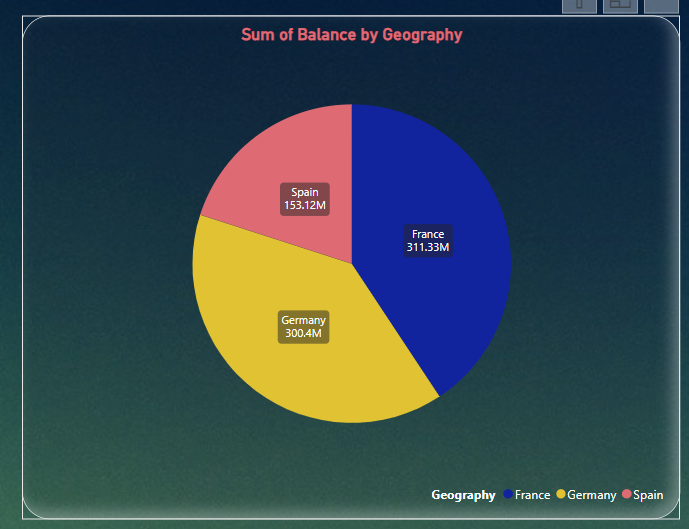 Sum of Balance by Geography
Spain
153.12M
France
311.33M
Germany
300.4M
Geography France Germany Spain